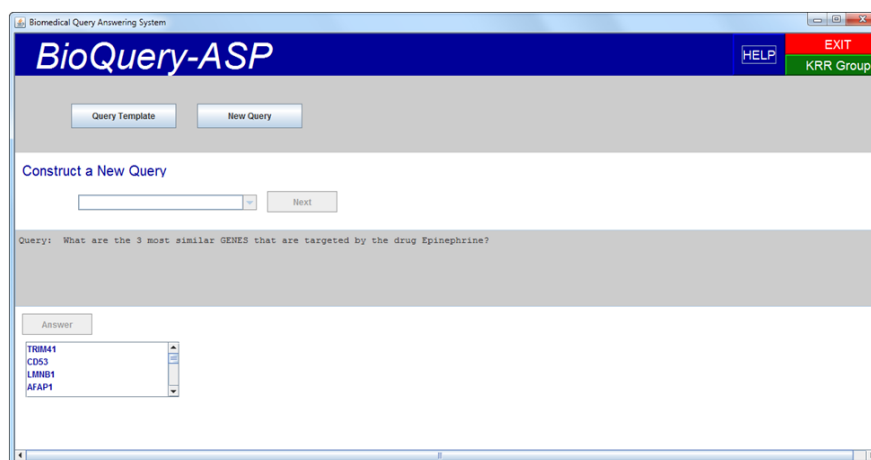 Biomedical Query Answering System
BioQuery-ASP
HELP
EXIT
KRR Group
Query Template
New Query
Construct a New Query
Next
Query: What are the 3 most similar GENES that are targeted by the drug Epinephrine?
Answer
TRIM41
CD53
LMNB1
AFAP1